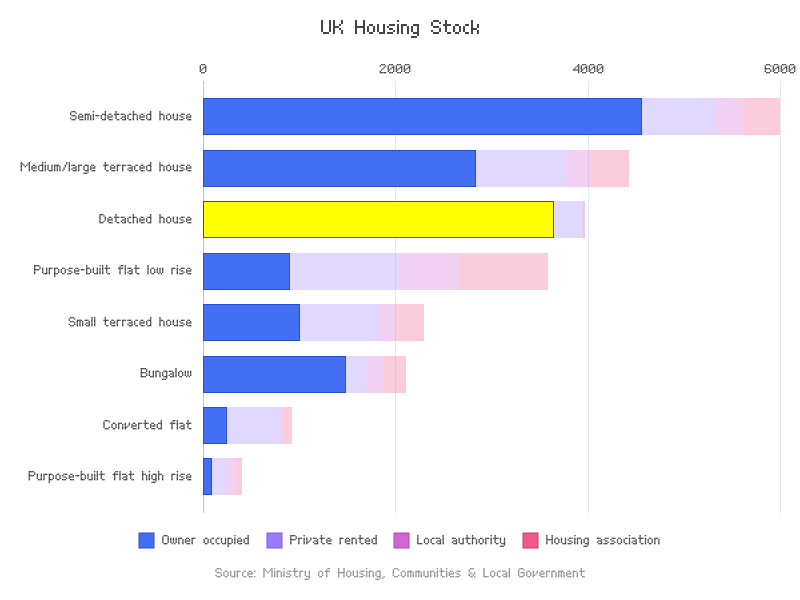 UK Housing Stock
0 2000 4000 6000
Semi-detached house
Medium/large terraced house
Detached house
Purpose-built flat low rise
Small terraced house
Bungalow
Converted flat
Purpose-built flat high rise
Owner occupied Private rented Local authority Housing association
Source: Ministry of Housing, Communities & Local Government